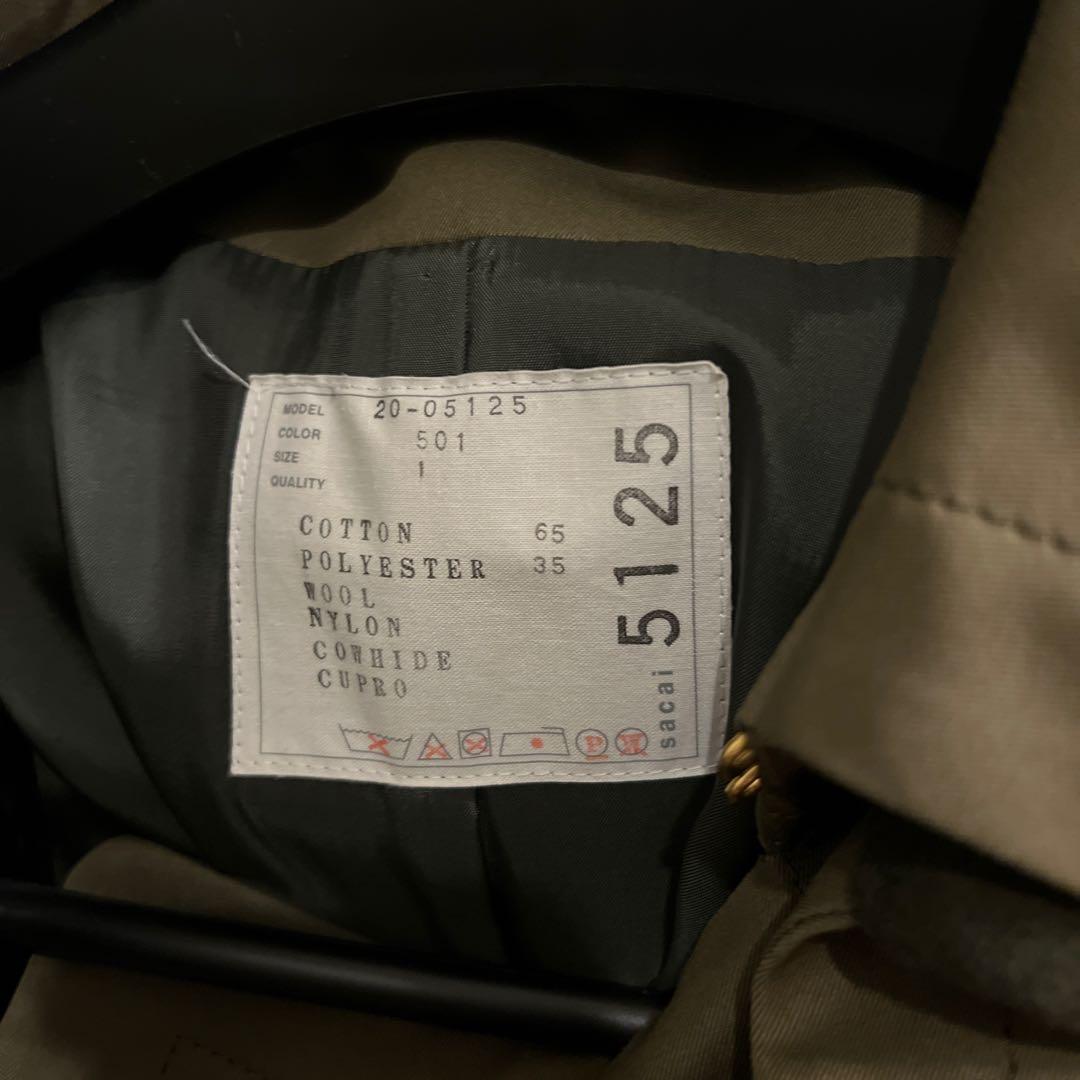 MODEL 20-05125
COLOR 501
SIZE 1
QUALITY
COTTON 65
POLYESTER 35
WOOL
NYLON
COWHIDE
CUPRO
P
W
sacai 5125